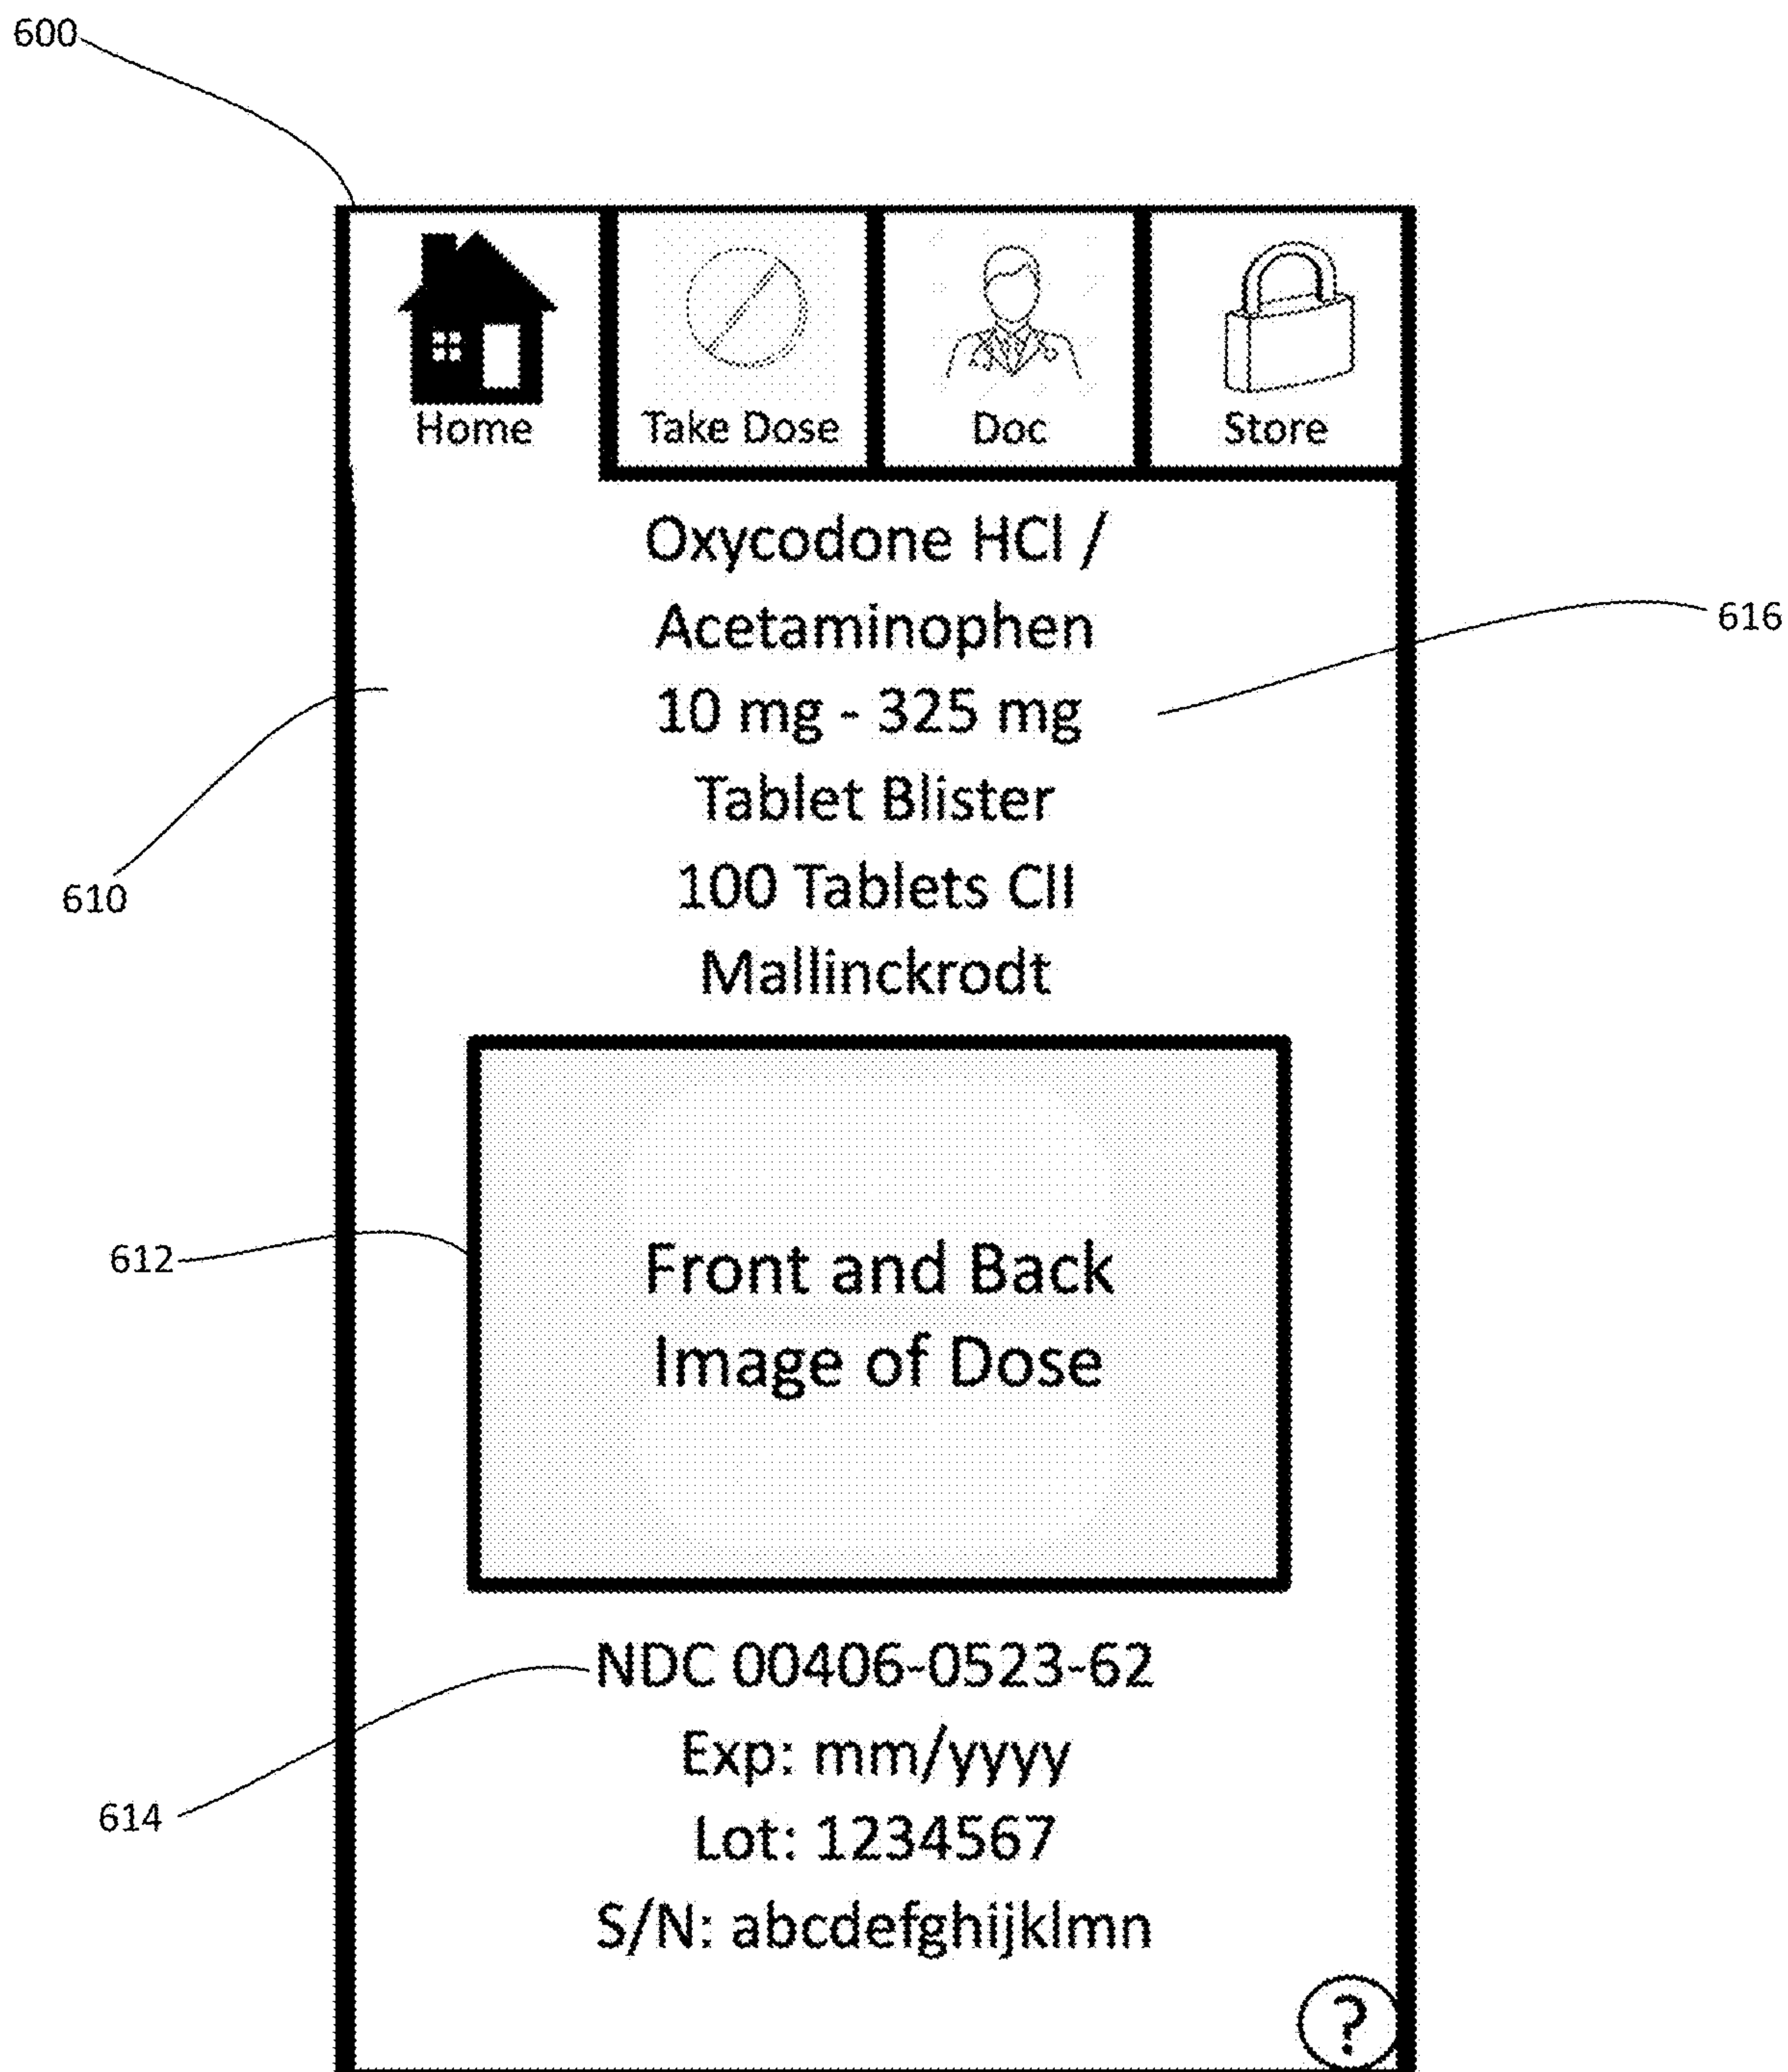 600
Home
Take Dose
Doc
Store
Oxycodone HCl /
Acetaminophen
616
10 mg - 325 mg
Tablet Blister
610
100 Tablets CII
Mallinckrodt
612
Front and Back
Image of Dose
NDC 00406-0523-62
Exp: mm/yyyy
614
Lot: 1234567
S/N: abcdefghijklmn
?